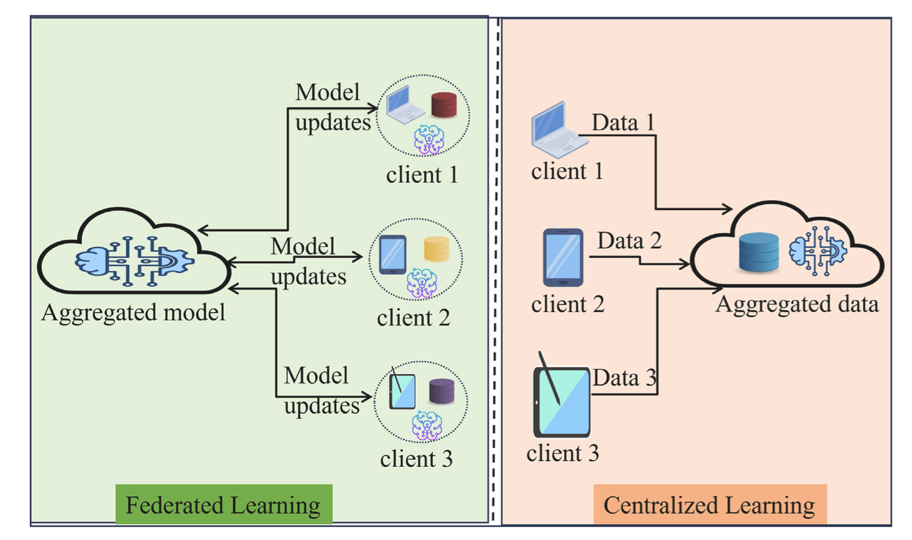 Model
updates
client 1
Model
updates
client 2
Aggregated model
Model
updates
client 3
Federated Learning
Data 1
client 1
Data 2
client 2
Aggregated data
Data 3
client 3
Centralized Learning